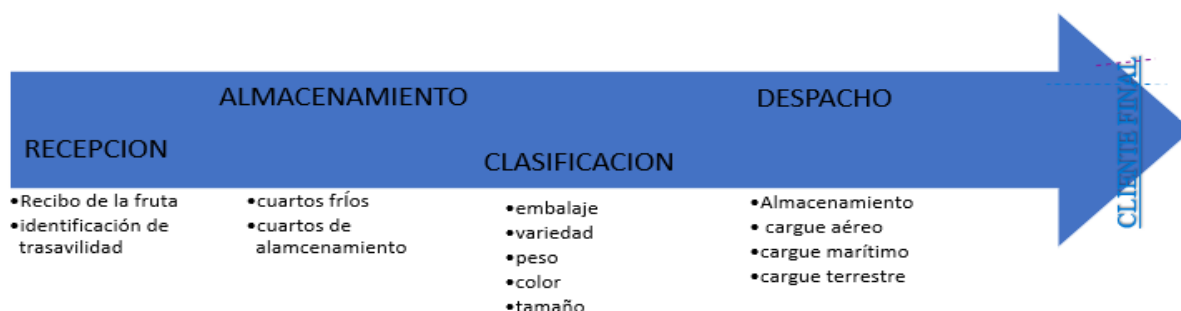 ALMACENAMIENTO
DESPACHO
RECEPCION
CLASIFICACION
CLIENTE FINAL
•Recibo de la fruta
•identificación de
trasavilidad
•cuartos fríos
•cuartos de
alamcenamiento
•embalaje
•variedad
•peso
•color
•tamaño
•Almacenamiento
• cargue aéreo
•cargue marítimo
•cargue terrestre